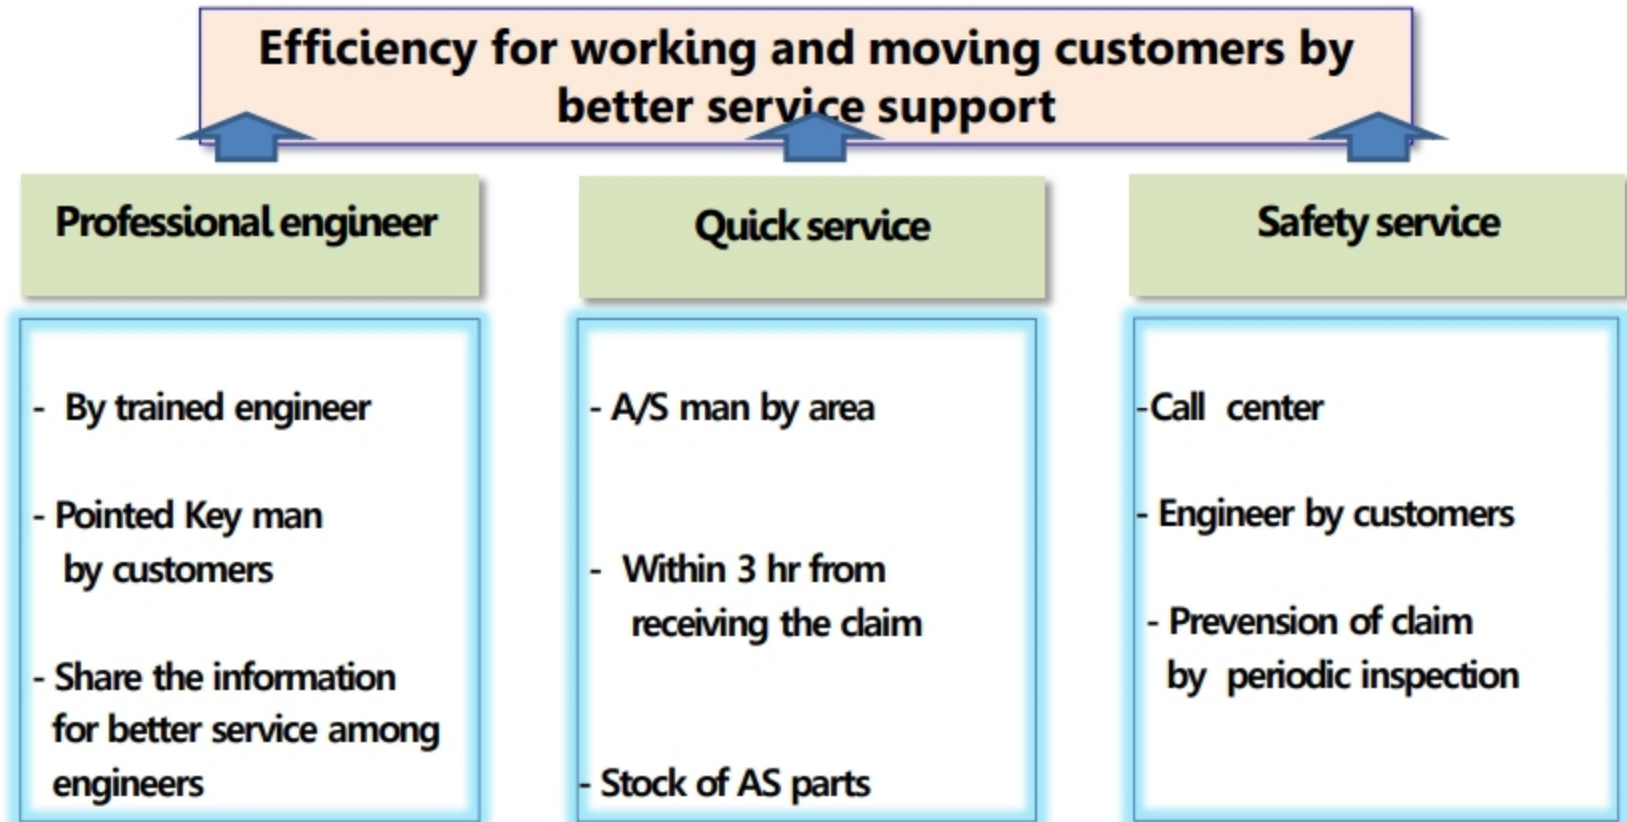 Efficiency for working and moving customers by
better service support
Professional engineer
- By trained engineer
- Pointed Key man
by customers
- Share the information
for better service among
engineers
Quick service
- A/S man by area
- Within 3 hr from
receiving the claim
- Stock of AS parts
Safety service
-Call center
- Engineer by customers
- Prevension of claim
by periodic inspection